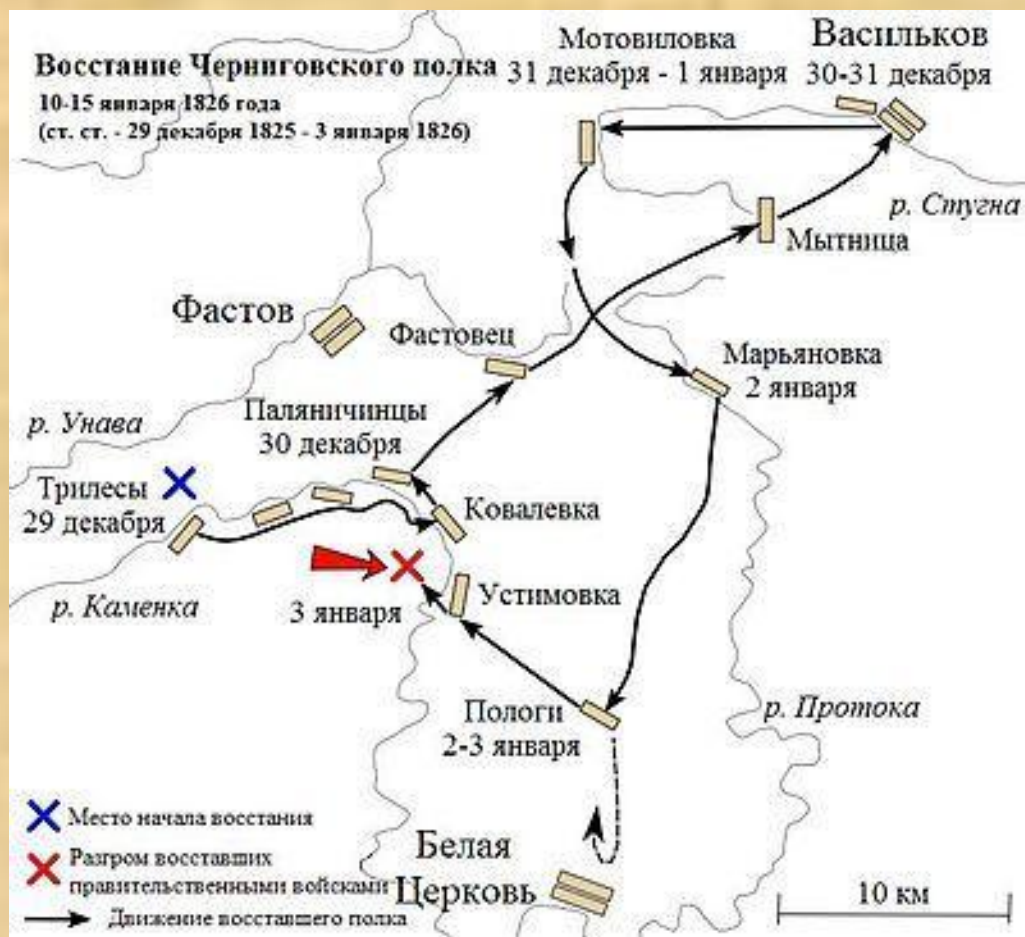 Восстание Черниговского полка
10-15 января 1826 года
(ст. ст. - 29 декабря 1825 - 3 января 1826)
Мотовиловка
31 декабря - 1 января
Васильков
30-31 декабря
р. Стугна
Мытница
Фастов
Фастовец
Марьяновка
2 января
р. Унава
Паляничинцы
30 декабря
Трилесы
29 декабря
Ковалевка
р. Каменка
3 января
Устимовка
Пологи
2-3 января
р. Протока
Белая
Церковь
Место начала восстания
Разгром восставших
правительственными войсками
Движение восставшего полка
10 км